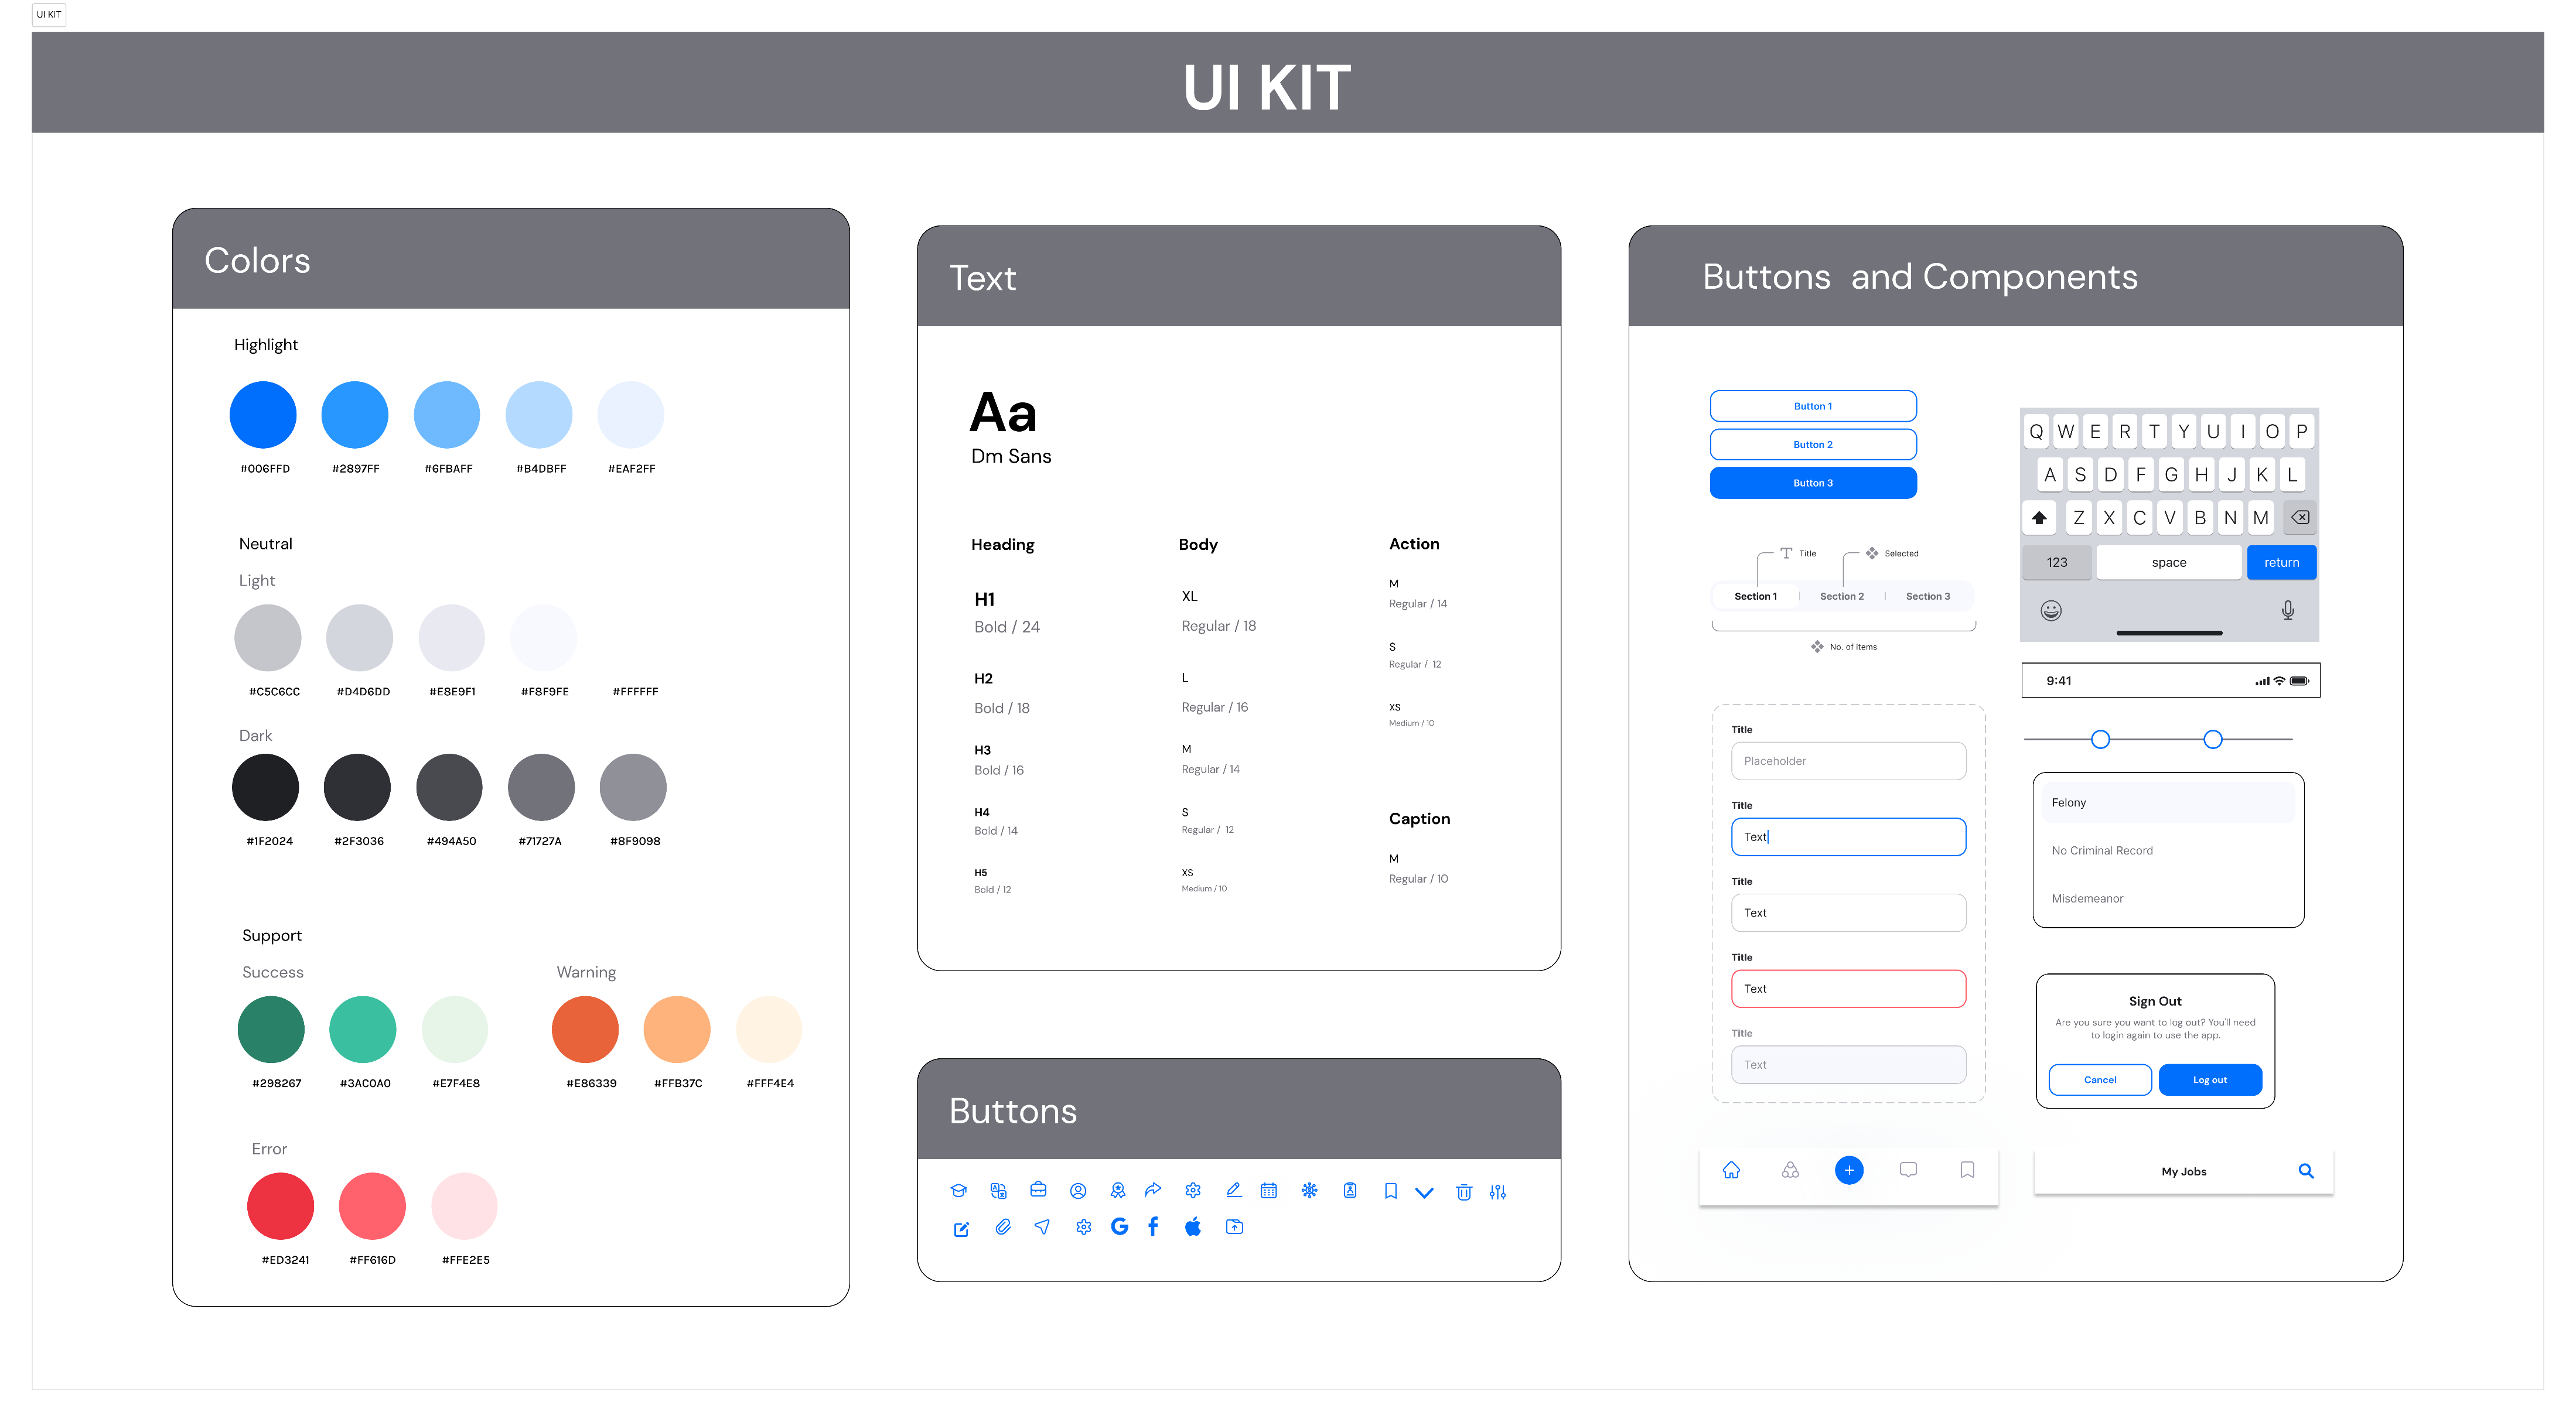 UI KIT
UI KIT
Colors
Highlight
#006FFD #2897FF #6FBAFF #B4DBFF #EAF2FF
Neutral
Light
#C5C6CC #D4D6DD #E8E9F1 #F8F9FE #FFFFFF
Dark
#1F2024 #2F3036 #494A50 #71727A #8F9098
Support
Success Warning
#298267 #3AC0A0 #E7F4E8 #E86339 #FFB37C #FFF4E4
Error
#ED3241 #FF616D #FFE2E5
Text
Aa
Dm Sans
Heading
H1
Bold / 24
H2
Bold / 18
H3
Bold / 16
H4
Bold / 14
H5
Bold / 12
Body
XL
Regular / 18
L
Regular / 16
M
Regular / 14
S
Regular / 12
XS
Medium / 10
Action
M
Regular / 14
S
Regular / 12
XS
Medium / 10
Caption
M
Regular / 10
Buttons
Buttons and Components
Button 1
Button 2
Button 3
Title Selected
Section 1 Section 2 Section 3
No. of items
Title
Placeholder
Title
Text
Title
Text
Title
Text
Title
Text
Q W E R T Y U I O P
A S D F G H J K L
Z X C V B N M
123 space return
9:41
Felony
No Criminal Record
Misdemeanor
Sign Out
Are you sure you want to log out? You'll need
to login again to use the app.
Cancel Log out
My Jobs